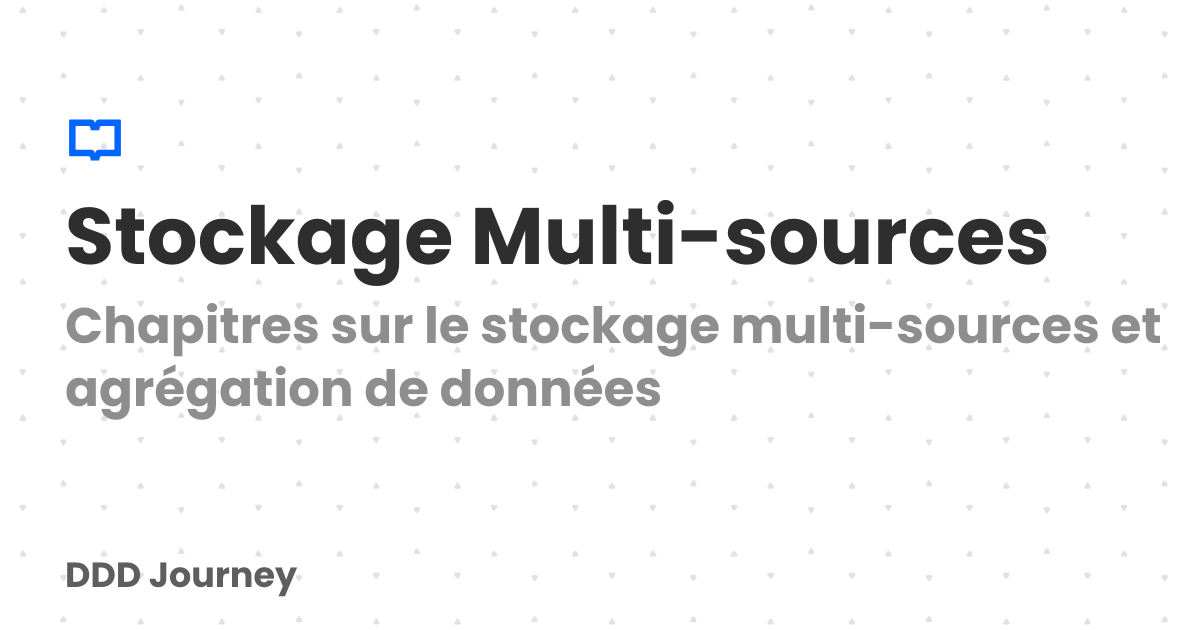 Stockage Multi-sources
Chapitres sur le stockage multi-sources et
agrégation de données
DDD Journey